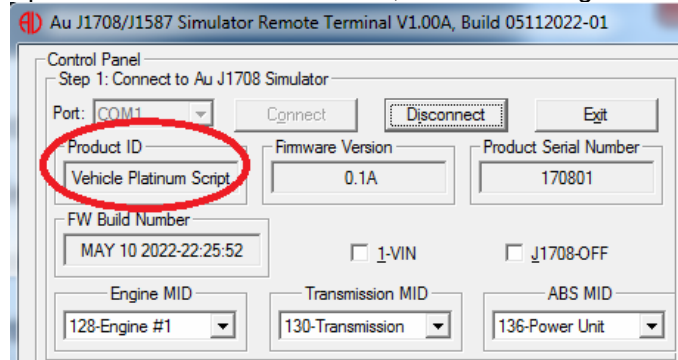 Au J1708/J1587 Simulator Remote Terminal V1.00A, Build 05112022-01
Control Panel
Step 1: Connect to Au J1708 Simulator
Port: COM1 Connect Disconnect Exit
Product ID Firmware Version Product Serial Number
Vehicle Platinum Script 0.1A 170801
FW Build Number
MAY 10 2022-22:25:52 1-VIN J1708-OFF
Engine MID Transmission MID ABS MID
128-Engine #1 130-Transmission 136-Power Unit